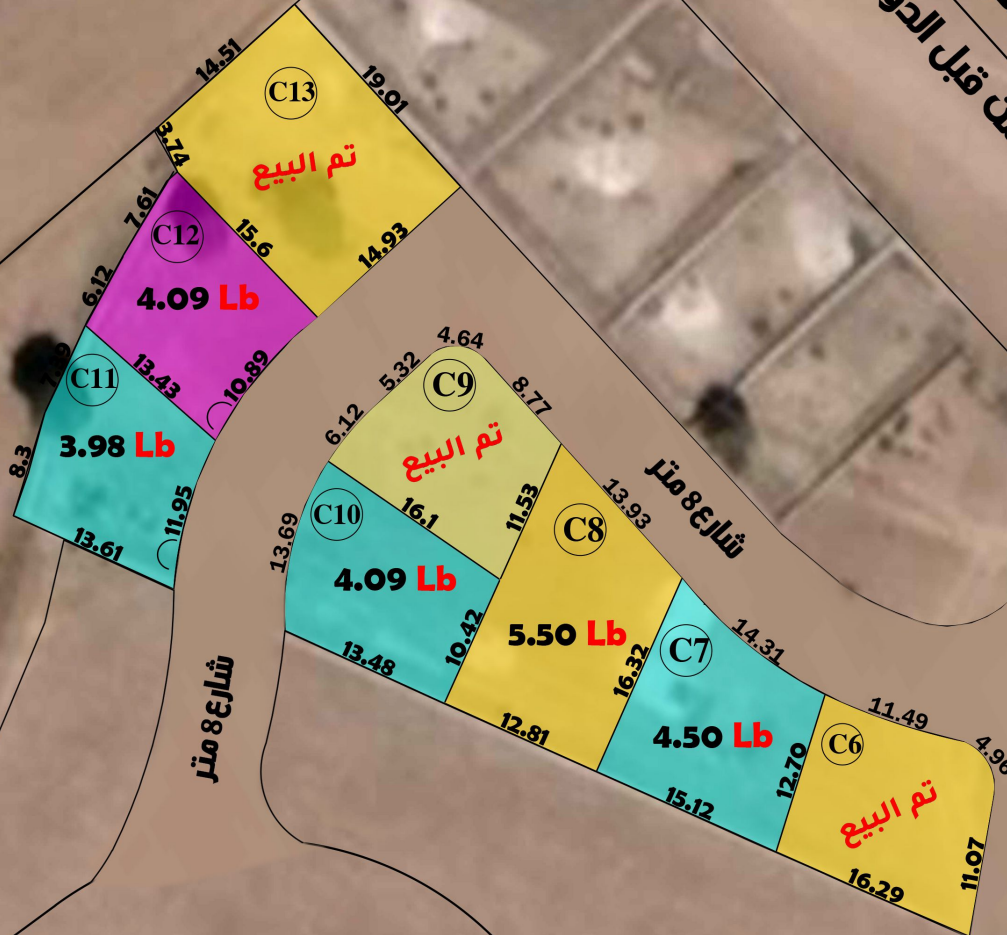 ن قبل الدو
14.51
19.01
C13
تم البيع
3.74
15.6
14.93
7.61
C12
4.09 Lb
6.12
13.43
10.89
C11
3.98 Lb
8.3
11.95
13.61
4.64
5.32
C9
8.77
تم البيع
6.12
16.1
11.53
C10
4.09 Lb
13.69
10.42
13.48
13.93
شارع 8 متر
C8
5.50 Lb
16.32
12.81
C7
14.31
4.50 Lb
12.70
15.12
11.49
4.96
C6
تم البيع
11.07
16.29
شارع 8 متر